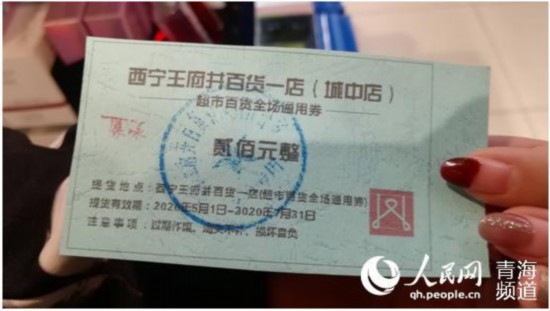 西宁王府井百货一店（城中店）
超市百货全场通用券
贰佰元整
提货地点：西宁王府井百货一店(超市百货全场通用券)
提货有效期：2020年5月1日~2020年7月31日
注意事项：过期作废、遗失不补、损坏自负
人民网
qh.people.cn
青海
频道